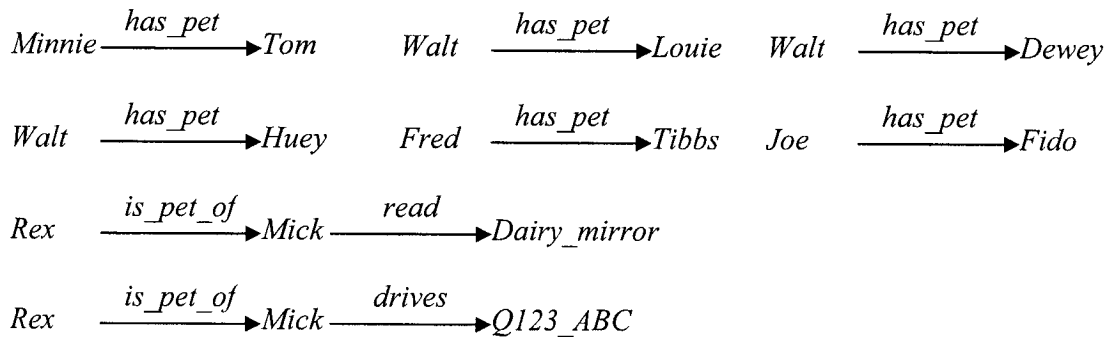 has_pet has_pet has_pet
Minnie Tom Walt Louie Walt Dewey
has_pet has_pet has_pet
Walt Huey Fred Tibbs Joe Fido
is_pet_of read
Rex Mick Dairy_mirror
is_pet_of drives
Rex Mick Q123_ABC